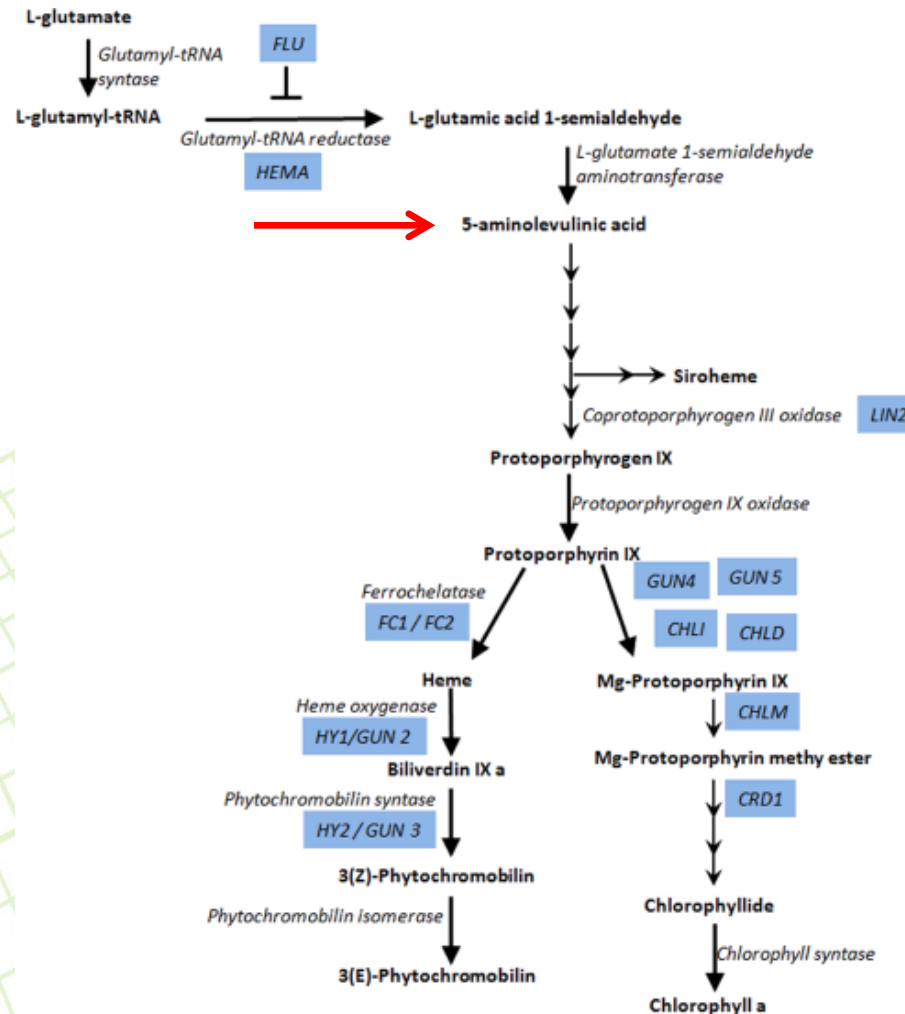 L-glutamate
Glutamyl-tRNA
syntase
FLU
L-glutamyl-tRNA
L-glutamic acid 1-semialdehyde
Glutamyl-tRNA reductase
HEMA
L-glutamate 1-semialdehyde
aminotransferase
5-aminolevulinic acid
Siroheme
Coprotoporphyrogen III oxidase
LIN2
Protoporphyrogen IX
Protoporphyrogen IX oxidase
Protoporphyrin IX
GUN4
GUN 5
Ferrochelatase
FC1 / FC2
CHLI
CHLD
Heme
Mg-Protoporphyrin IX
Heme oxygenase
HY1/GUN 2
CHLM
Biliverdin IX a
Mg-Protoporphyrin methy ester
Phytochromobilin syntase
HY2 / GUN 3
CRD1
3(Z)-Phytochromobilin
Chlorophyllide
Phytochromobilin isomerase
Chlorophyll syntase
3(E)-Phytochromobilin
Chlorophyll a